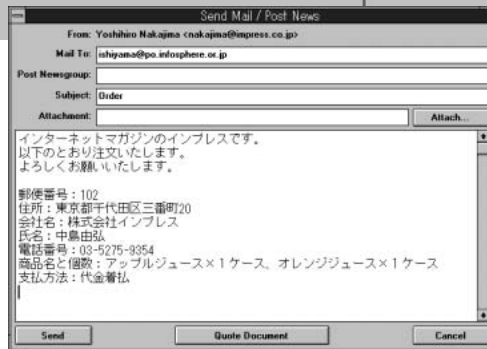 Send Mail / Post News
From: Yoshihiro Nakajima <nakajima@impress.co.jp>
Mail To: ishiyama@po.infosphere.or.jp
Post Newsgroup:
Subject: Order
Attachment: Attach...
インターネットマガジンのインプレスです。
以下のとおり注文いたします。
よろしくお願いいたします。
郵便番号：102
住所：東京都千代田区三番町20
会社名：株式会社インプレス
氏名：中島由弘
電話番号：03-5275-9354
商品名と個数：アップルジュース×1ケース、オレンジジュース×1ケース
支払方法：代金着払
Send Quote Document Cancel